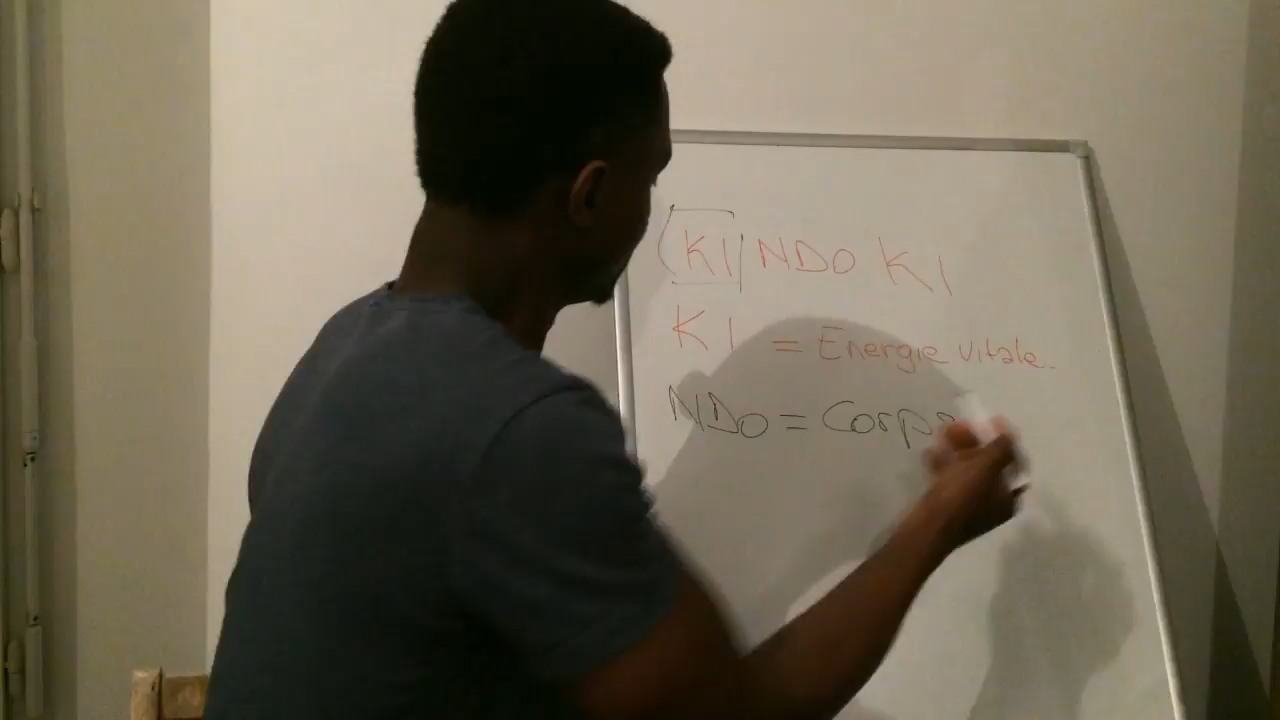 KI NDO KI
KI = Energie vitale.
NDO = Corps